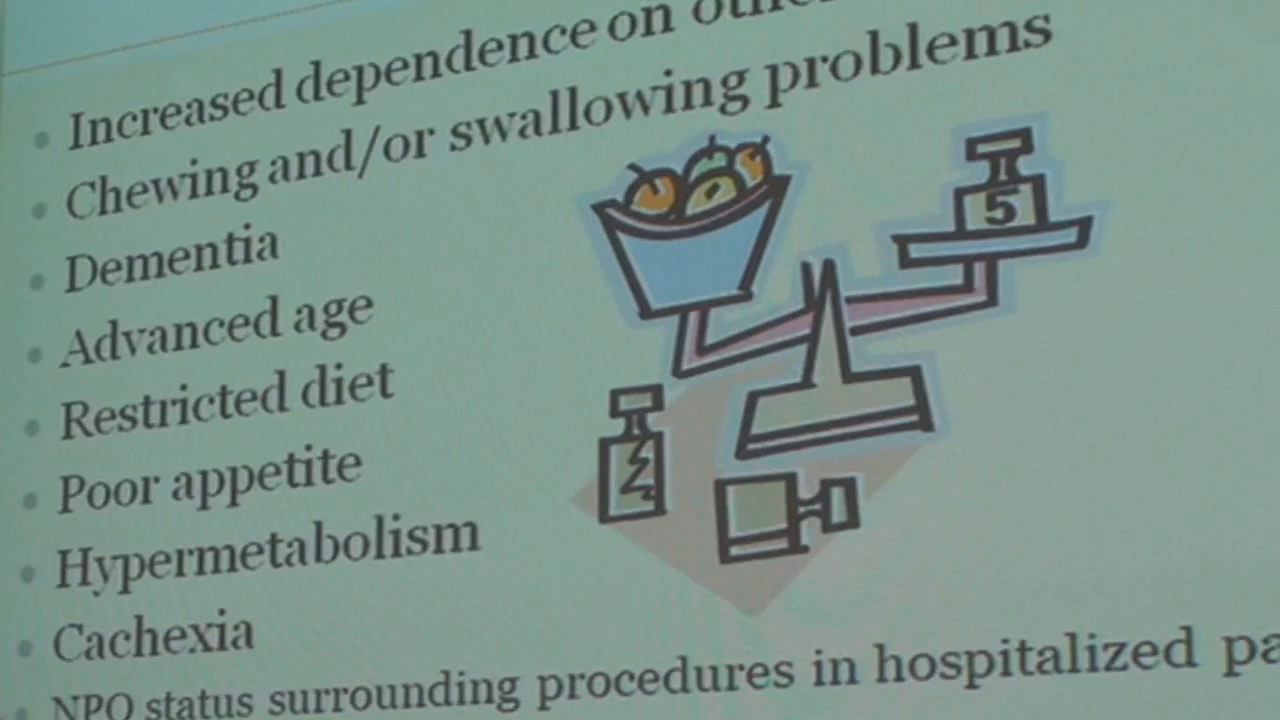 Increased dependence on
Chewing and/or swallowing problems
Dementia
Advanced age
Restricted diet
Poor appetite
Hypermetabolism
Cachexia
NPO status surrounding procedures in hospitalized
5